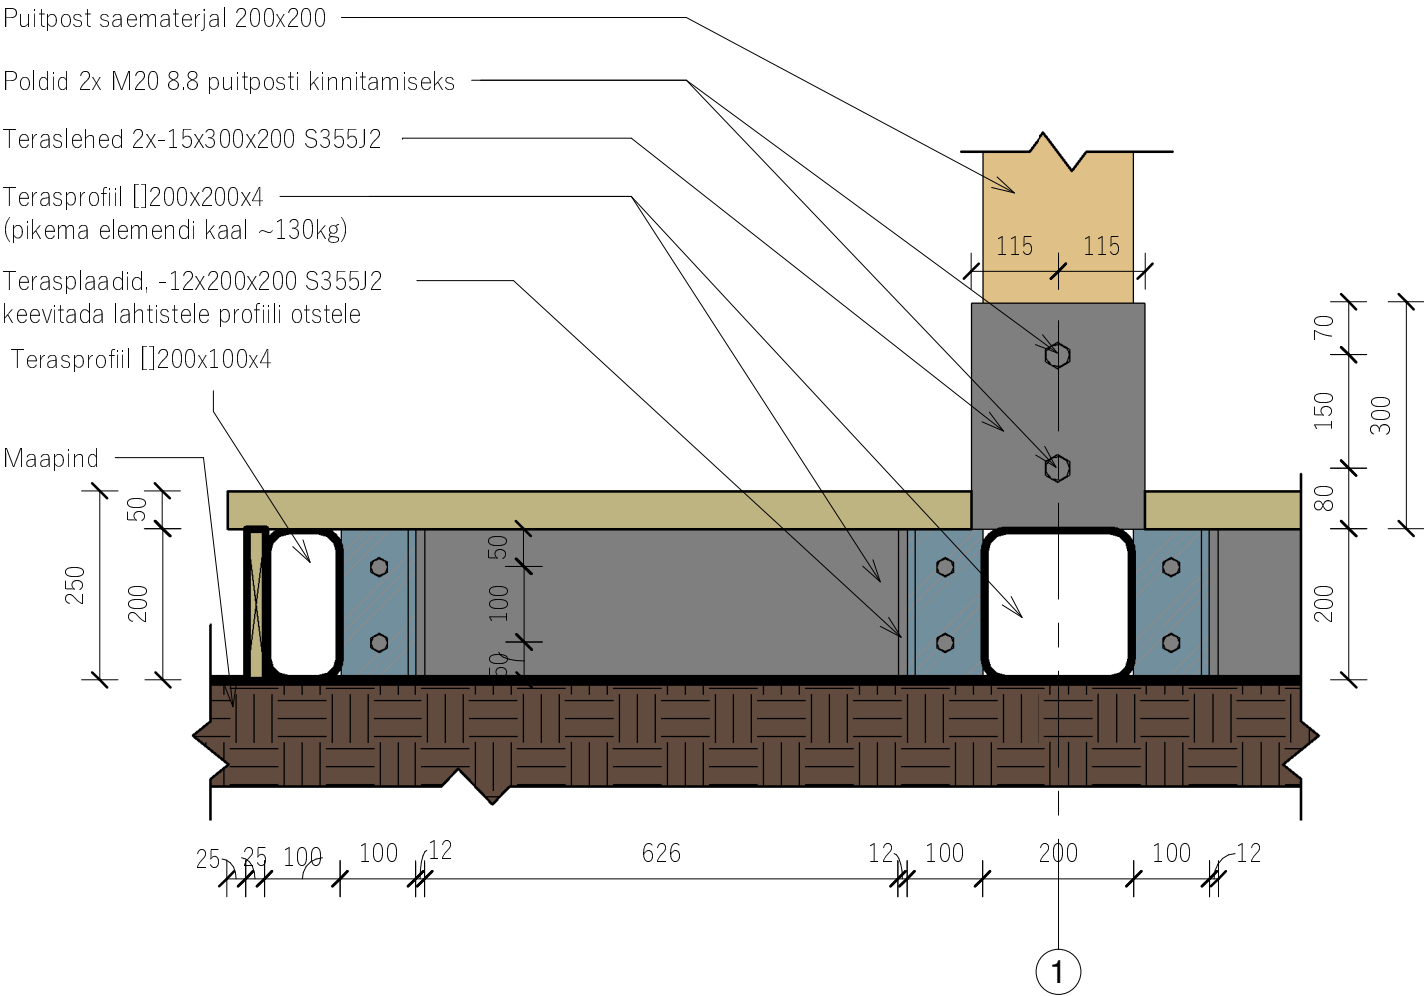 Puitpost saematerjal 200x200
Poldid 2x M20 8.8 puitposti kinnitamiseks
Teraslehed 2x-15x300x200 S355J2
Terasprofiil []200x200x4
(pikema elemendi kaal ~130kg)
Terasplaadid, -12x200x200 S355J2
keevitada lahtistele profiili otstele
Terasprofiil []200x100x4
Maapind
115 115
70
150
300
80
200
50
200
250
50
100
50
25 25 100 100 12 626 12 100 200 100 12
1